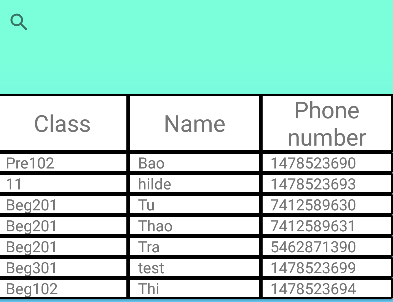 Class Name Phone number
Pre102 Bao 1478523690
11 hilde 1478523693
Beg201 Tu 7412589630
Beg201 Thao 7412589631
Beg201 Tra 5462871390
Beg301 test 1478523699
Beg102 Thi 1478523694